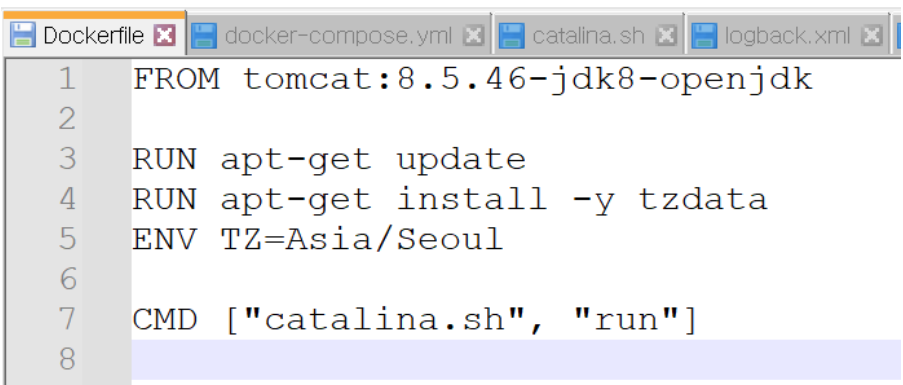 Dockerfile docker-compose.yml catalina.sh logback.xml
1 FROM tomcat:8.5.46-jdk8-openjdk
2
3 RUN apt-get update
4 RUN apt-get install -y tzdata
5 ENV TZ=Asia/Seoul
6
7 CMD ["catalina.sh", "run"]
8